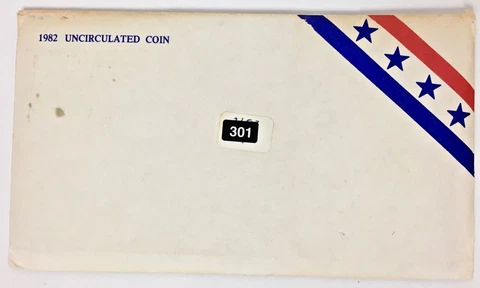 1982 UNCIRCULATED COIN
301